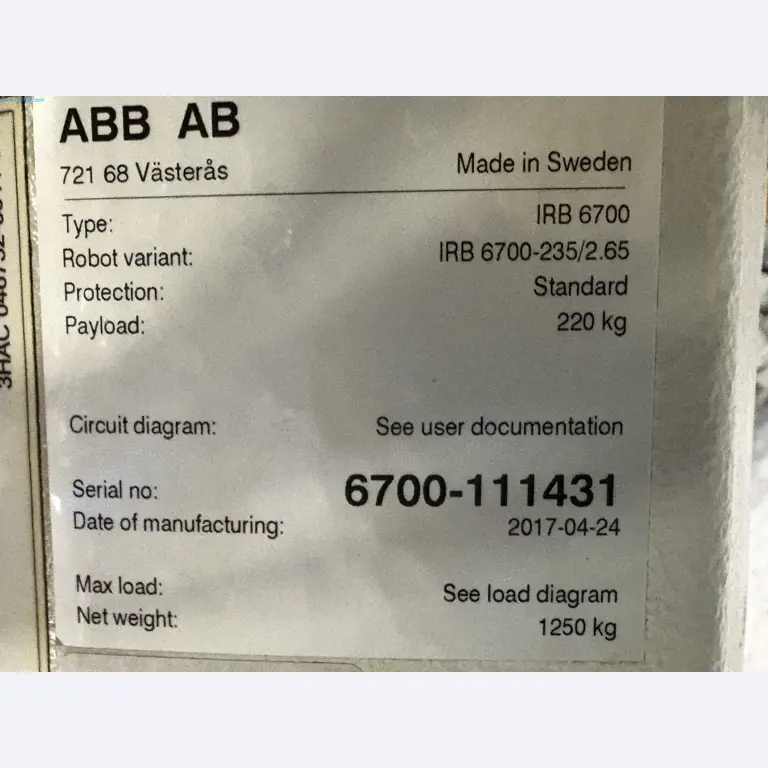 ABB AB
721 68 Västerås Made in Sweden
Type: IRB 6700
Robot variant: IRB 6700-235/2.65
Protection: Standard
Payload: 220 kg
Circuit diagram: See user documentation
Serial no: 6700-111431
Date of manufacturing: 2017-04-24
Max load: See load diagram
Net weight: 1250 kg
3HAC